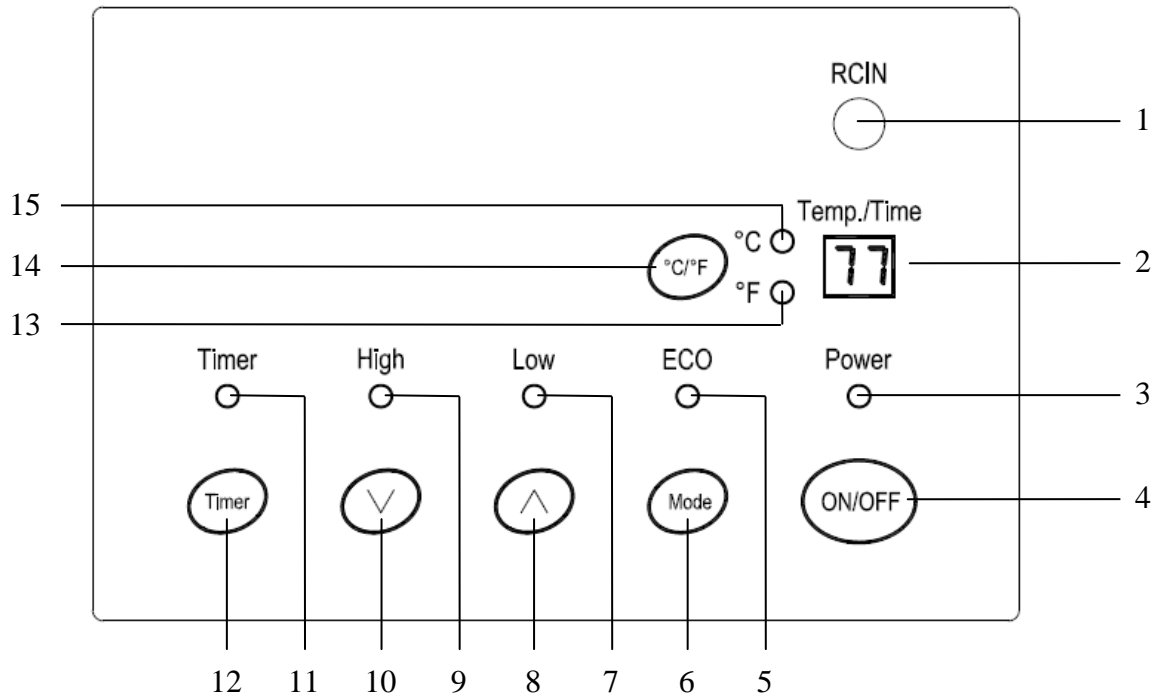 RCIN
1
15
Temp./Time
°C
14
°C/°F
77
2
°F
13
Timer
High
Low
ECO
Power
3
Timer
Mode
ON/OFF
4
12
11
10
9
8
7
6
5